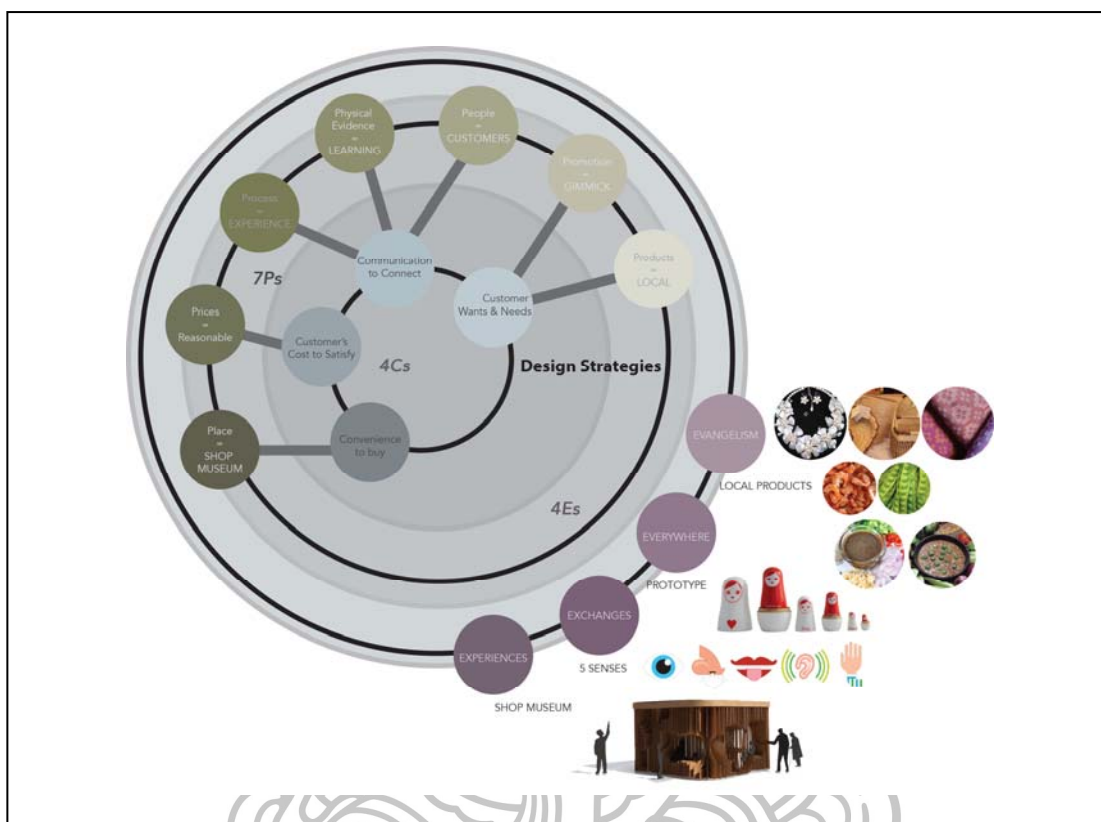 Physical
Evidence
=
LEARNING
People
=
CUSTOMERS
Promotion
=
GIMMICK
Process
=
EXPERIENCE
Products
=
LOCAL
Communication
to Connect
7Ps
Customer
Wants & Needs
Prices
=
Reasonable
Customer's
Cost to Satisfy
4Cs
Design Strategies
Place
=
SHOP
MUSEUM
Convenience
to buy
EVANGELISM
LOCAL PRODUCTS
4Es
EVERYWHERE
PROTOTYPE
EXCHANGES
5 SENSES
EXPERIENCES
SHOP MUSEUM